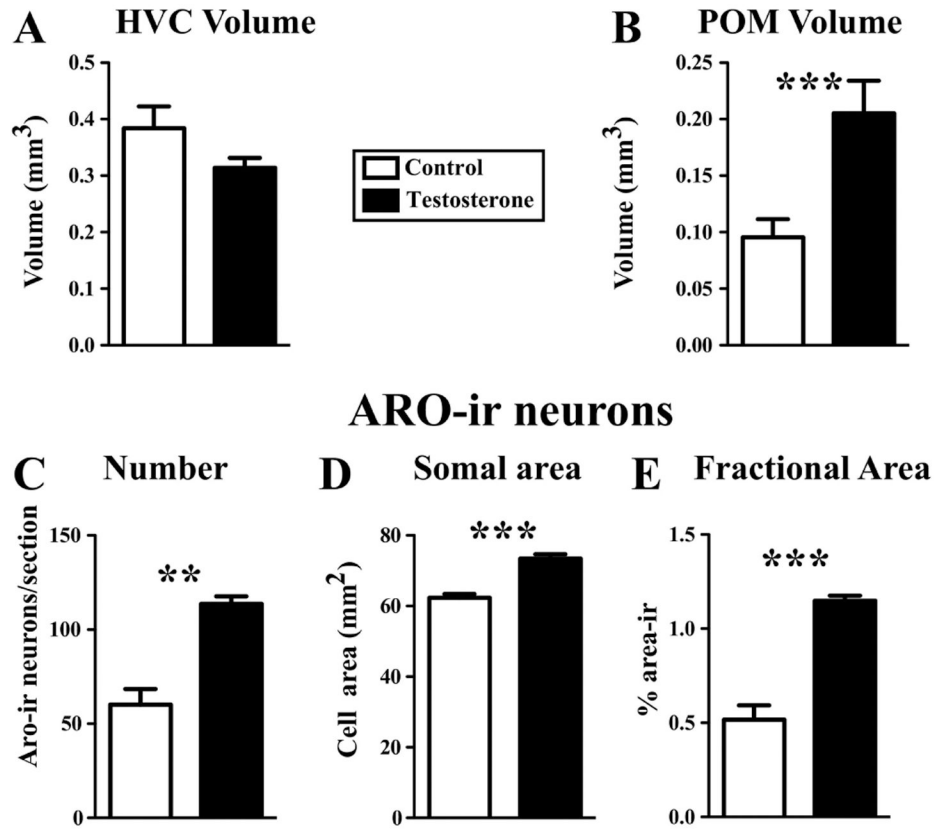 A HVC Volume
B POM Volume
Volume (mm³)
0.5
0.4
0.3
0.2
0.1
0.0
Control
Testosterone
Volume (mm³)
0.25
0.20
0.15
0.10
0.05
0.00
***
ARO-ir neurons
C Number
D Somal area
E Fractional Area
Aro-ir neurons/section
150
100
50
0
**
Cell area (mm²)
80
60
40
20
0
***
% area-ir
1.5
1.0
0.5
0.0
***